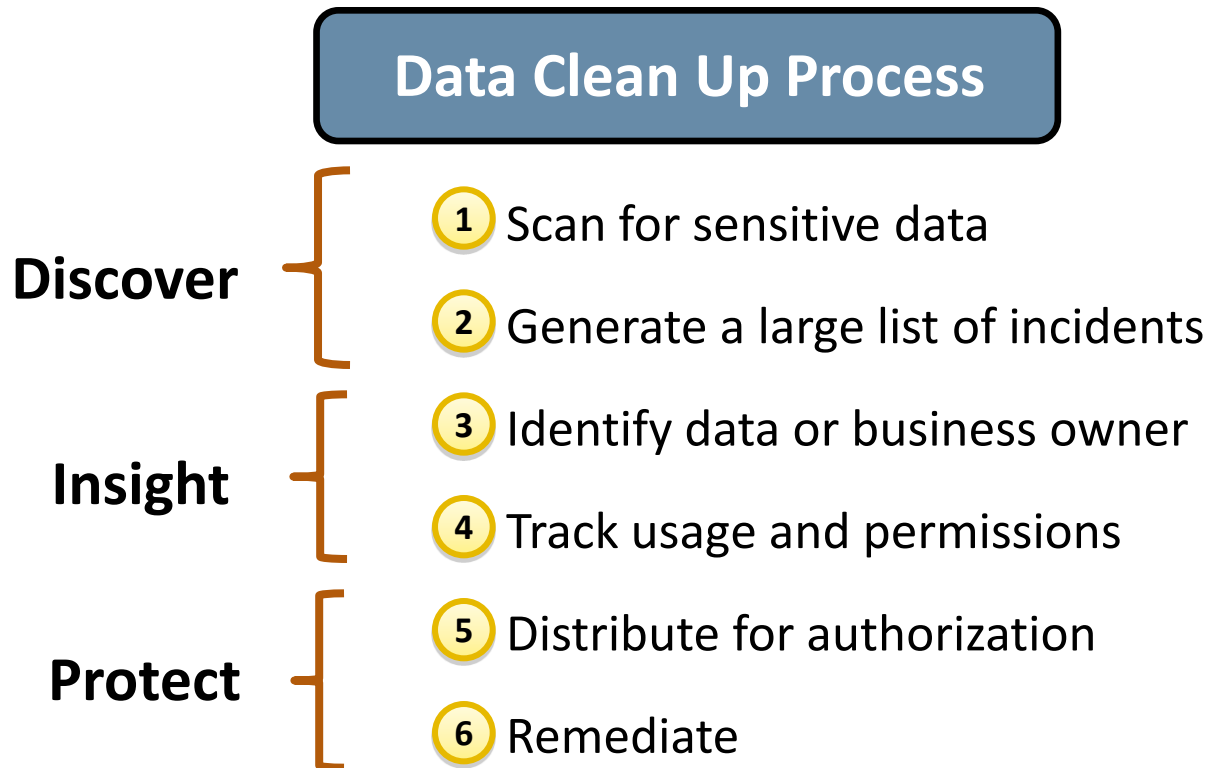 Data Clean Up Process
Discover
1 Scan for sensitive data
2 Generate a large list of incidents
Insight
3 Identify data or business owner
4 Track usage and permissions
Protect
5 Distribute for authorization
6 Remediate